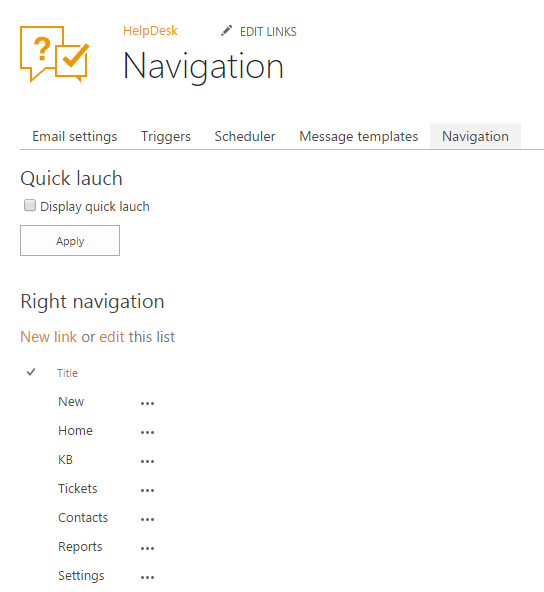 HelpDesk EDIT LINKS
Navigation
Email settings Triggers Scheduler Message templates Navigation
Quick lauch
Display quick lauch
Apply
Right navigation
New link or edit this list
Title
New ...
Home ...
KB ...
Tickets ...
Contacts ...
Reports ...
Settings ...